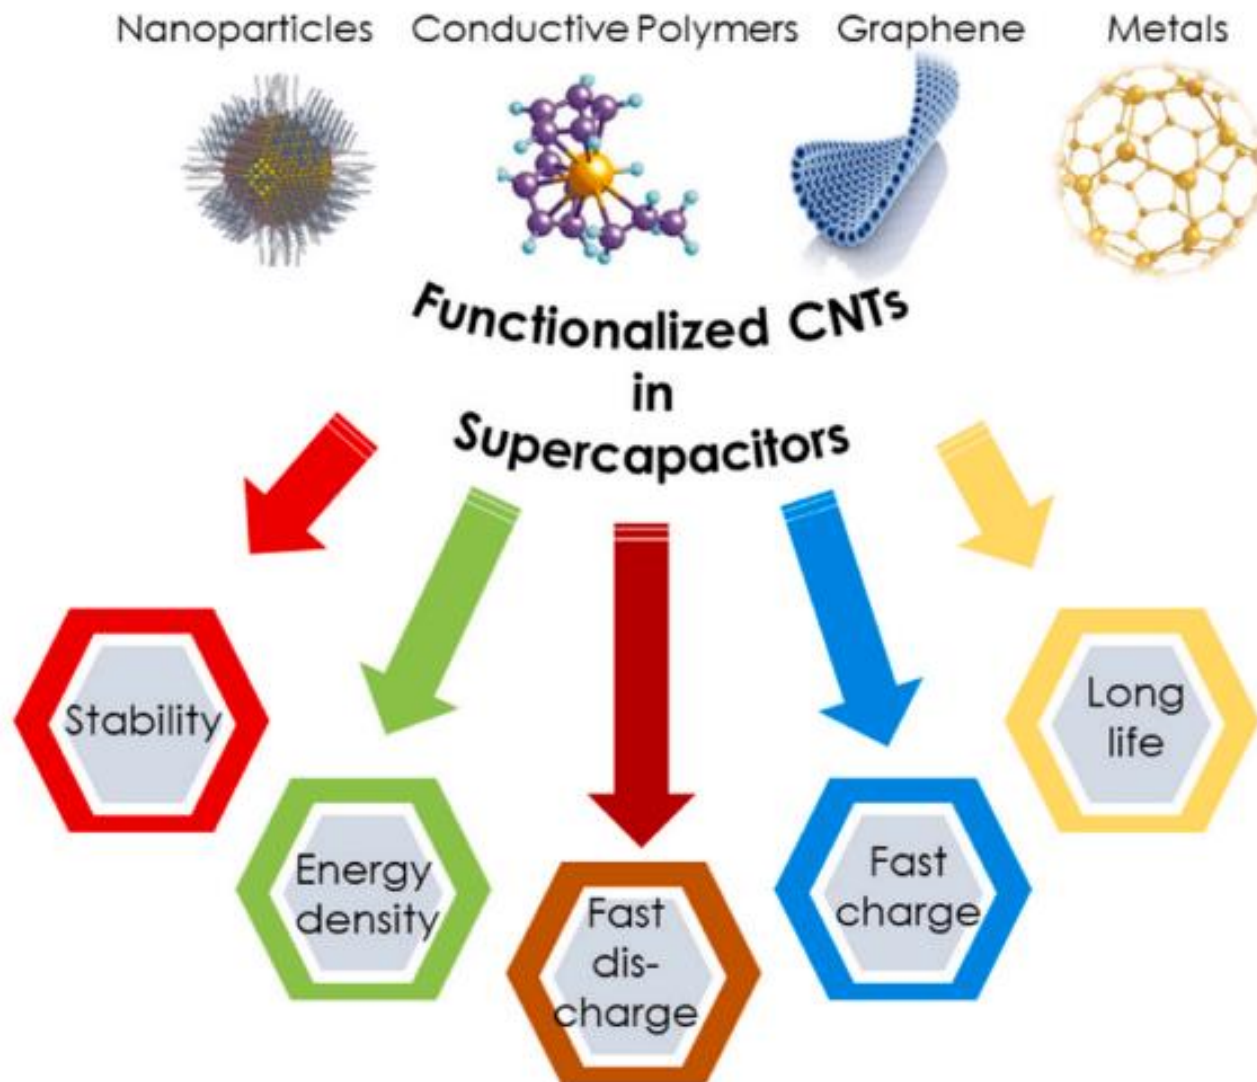 Nanoparticles Conductive Polymers Graphene Metals
Functionalized CNTs
in
Supercapacitors
Stability
Energy
density
Fast
dis-
charge
Fast
charge
Long
life